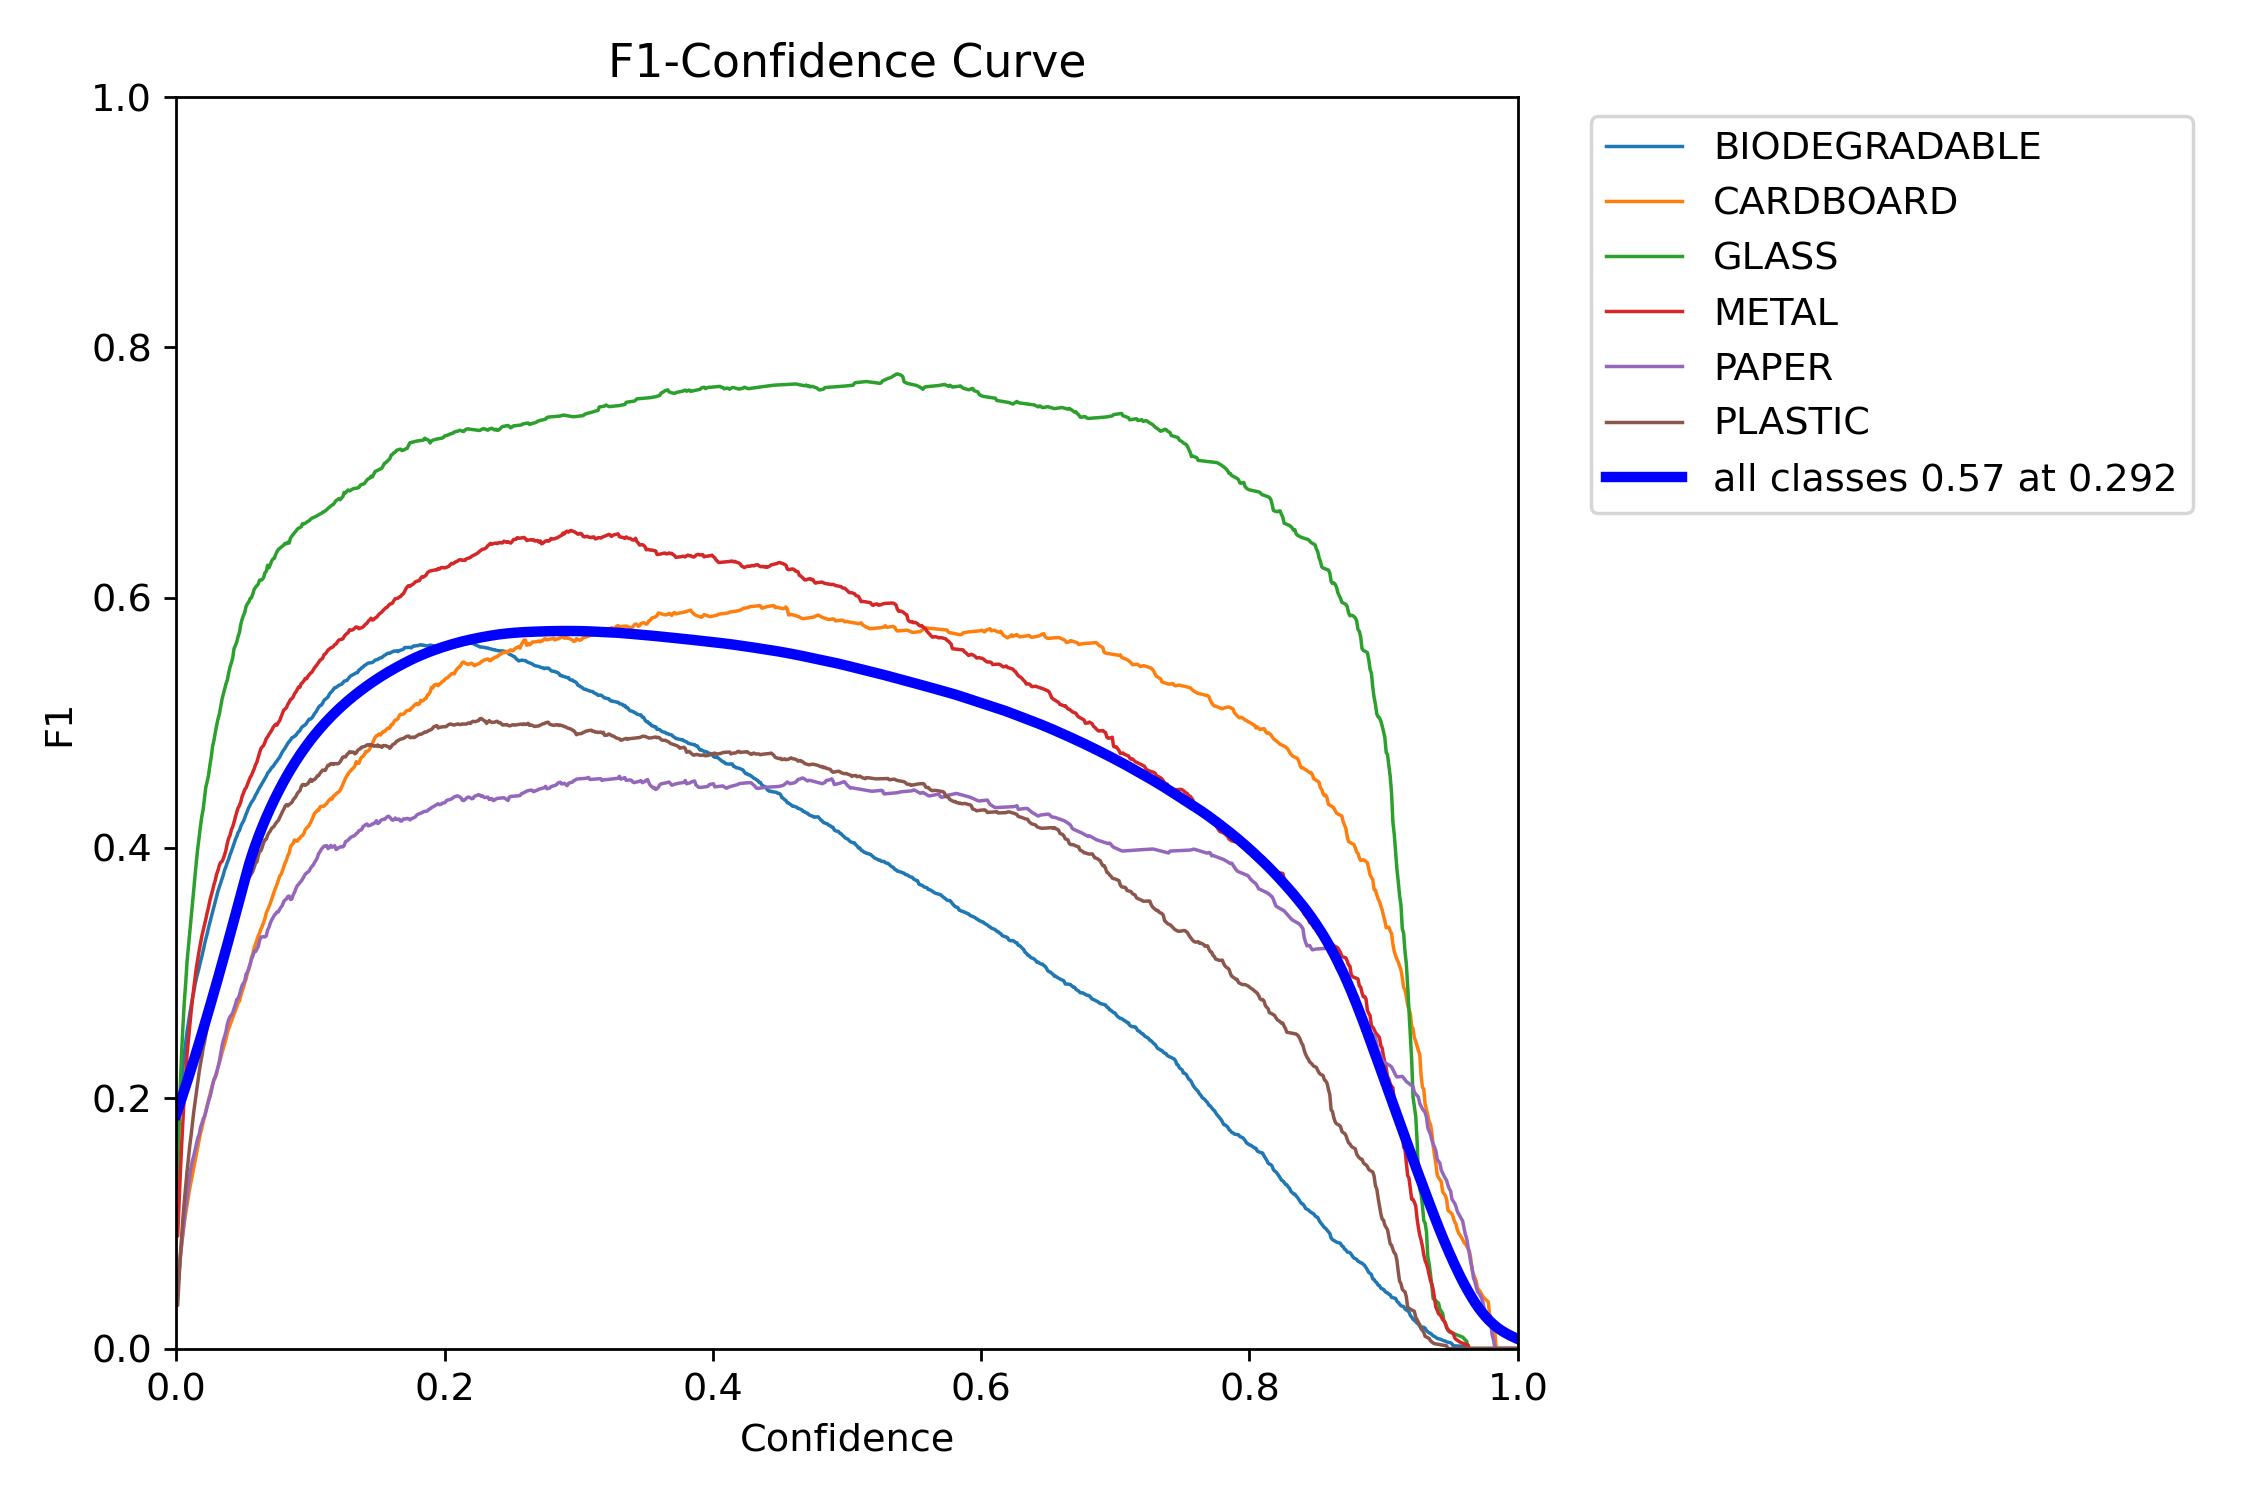 F1-Confidence Curve
1.0
0.8
0.6
0.4
0.2
0.0
F1
0.0 0.2 0.4 0.6 0.8 1.0
Confidence
BIODEGRADABLE
CARDBOARD
GLASS
METAL
PAPER
PLASTIC
all classes 0.57 at 0.292